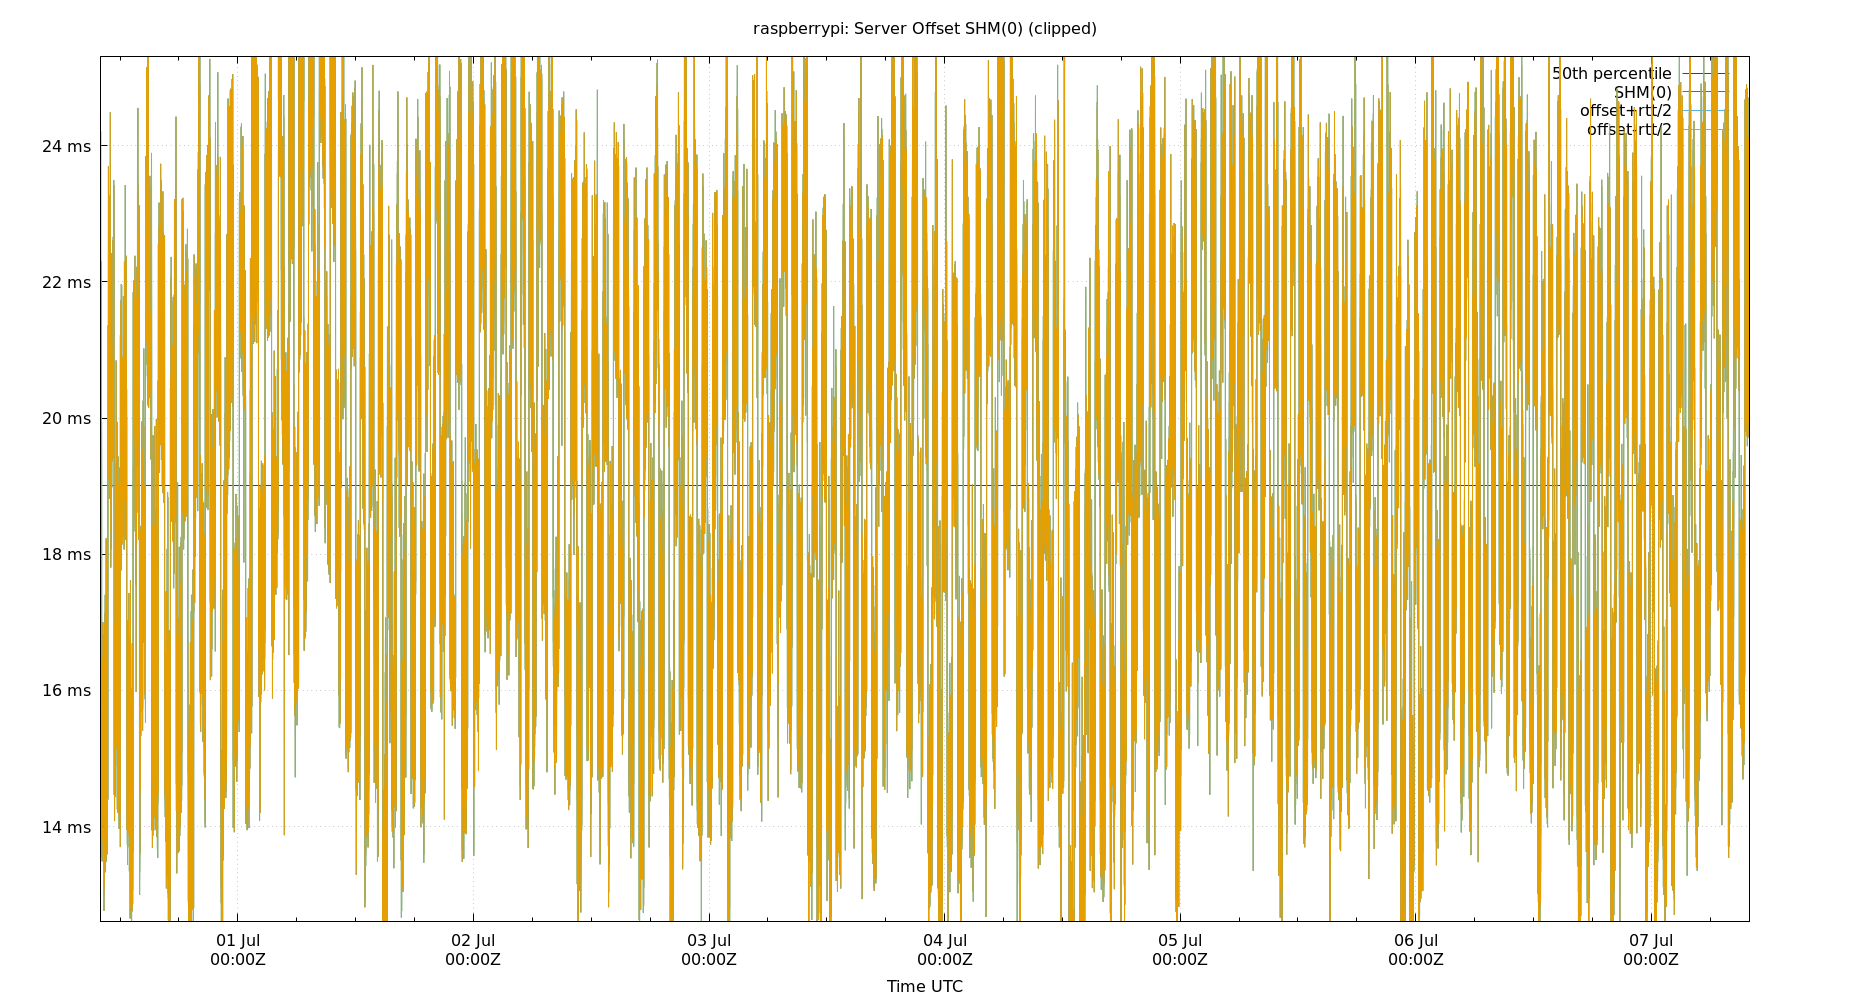 raspberrypi: Server Offset SHM(0) (clipped)
50th percentile
SHM(0)
offset+rtt/2
offset-rtt/2
24 ms
22 ms
20 ms
18 ms
16 ms
14 ms
01 Jul
00:00Z
02 Jul
00:00Z
03 Jul
00:00Z
04 Jul
00:00Z
05 Jul
00:00Z
06 Jul
00:00Z
07 Jul
00:00Z
Time UTC